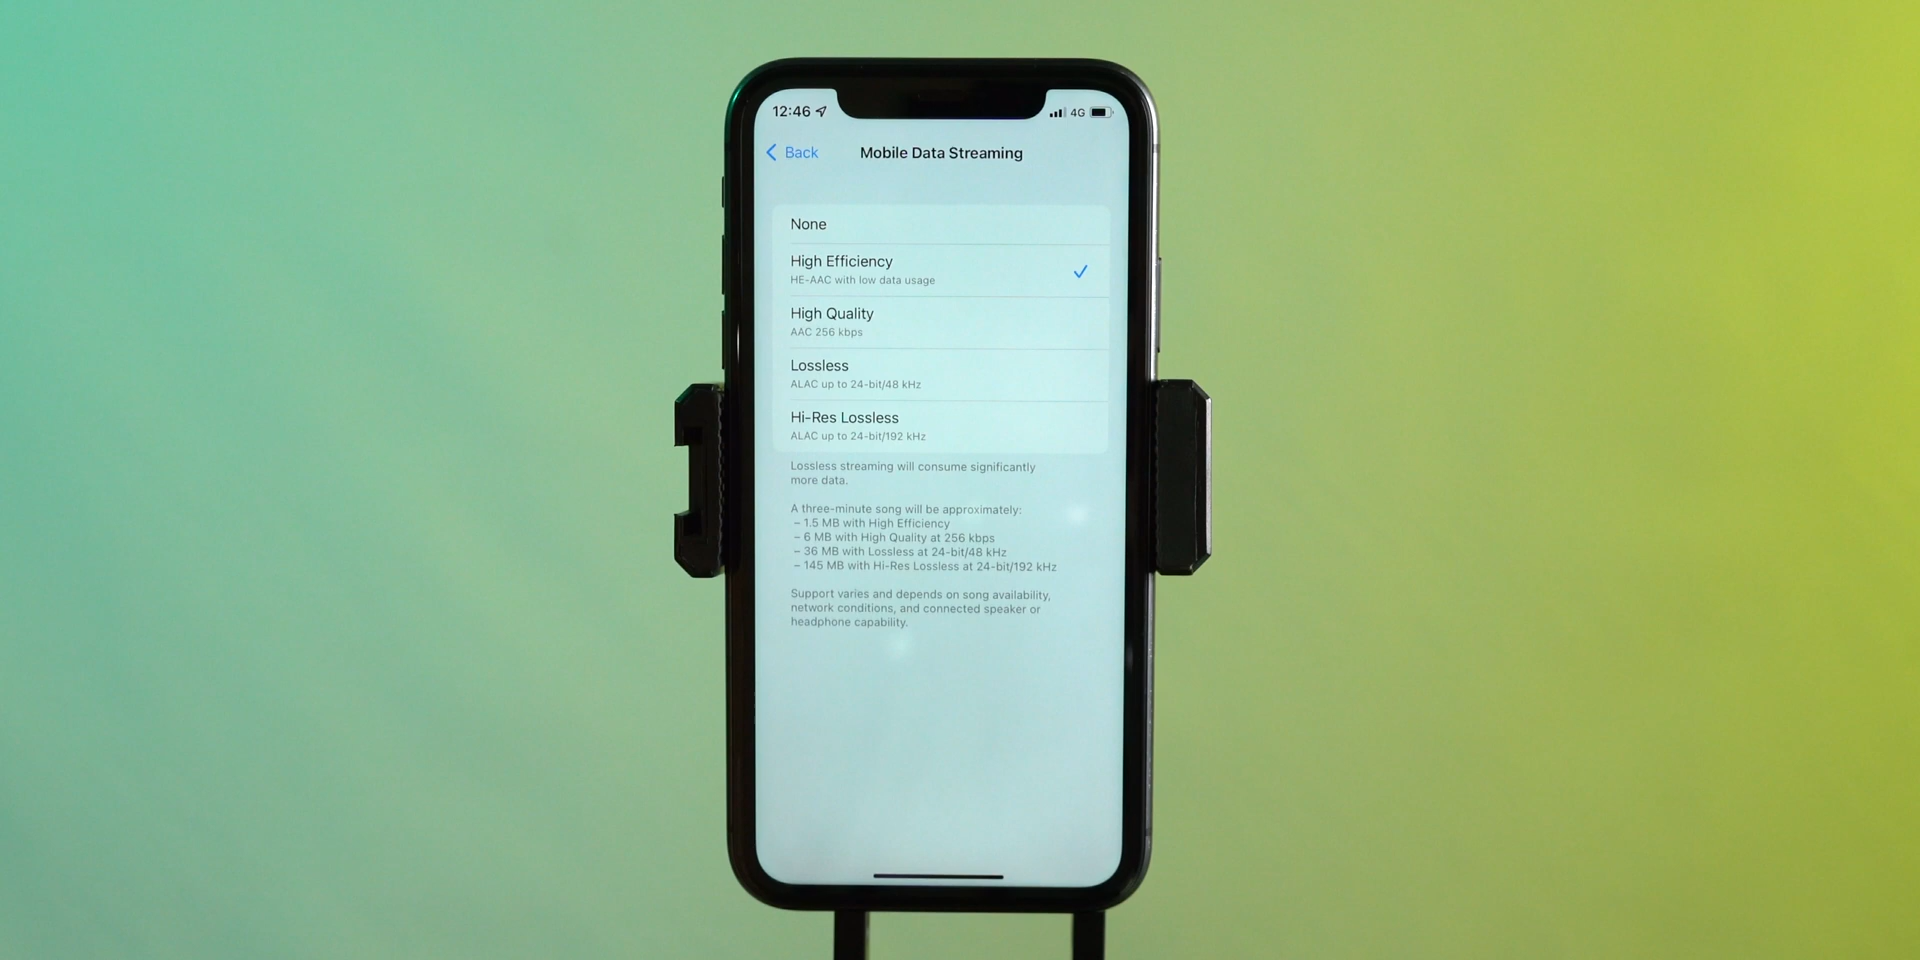 12:46
4G
Back
Mobile Data Streaming
None
High Efficiency
HE-AAC with low data usage
High Quality
AAC 256 kbps
Lossless
ALAC up to 24-bit/48 kHz
Hi-Res Lossless
ALAC up to 24-bit/192 kHz
Lossless streaming will consume significantly
more data.
A three-minute song will be approximately:
– 1.5 MB with High Efficiency
– 6 MB with High Quality at 256 kbps
– 36 MB with Lossless at 24-bit/48 kHz
– 145 MB with Hi-Res Lossless at 24-bit/192 kHz
Support varies and depends on song availability,
network conditions, and connected speaker or
headphone capability.